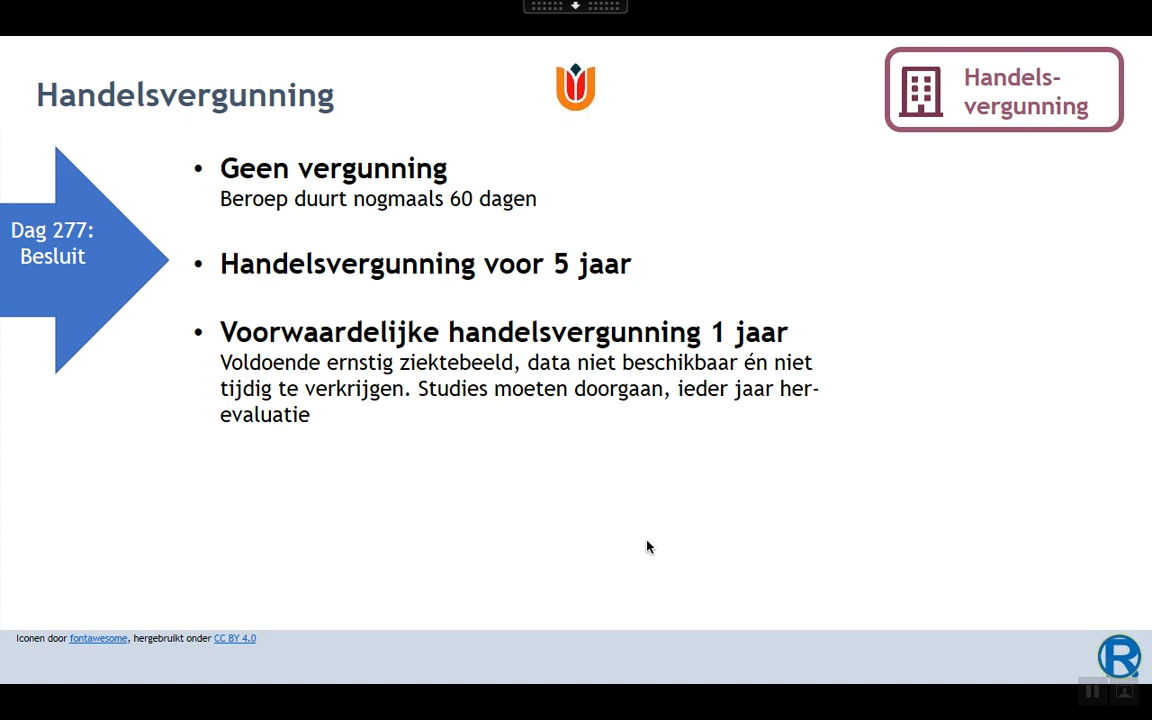 Handelsvergunning
Handels-
vergunning
Dag 277:
Besluit
• Geen vergunning
Beroep duurt nogmaals 60 dagen
• Handelsvergunning voor 5 jaar
• Voorwaardelijke handelsvergunning 1 jaar
Voldoende ernstig ziektebeeld, data niet beschikbaar én niet
tijdig te verkrijgen. Studies moeten doorgaan, ieder jaar her-
evaluatie
Iconen door fontawesome, hergebruikt onder CC BY 4.0
R